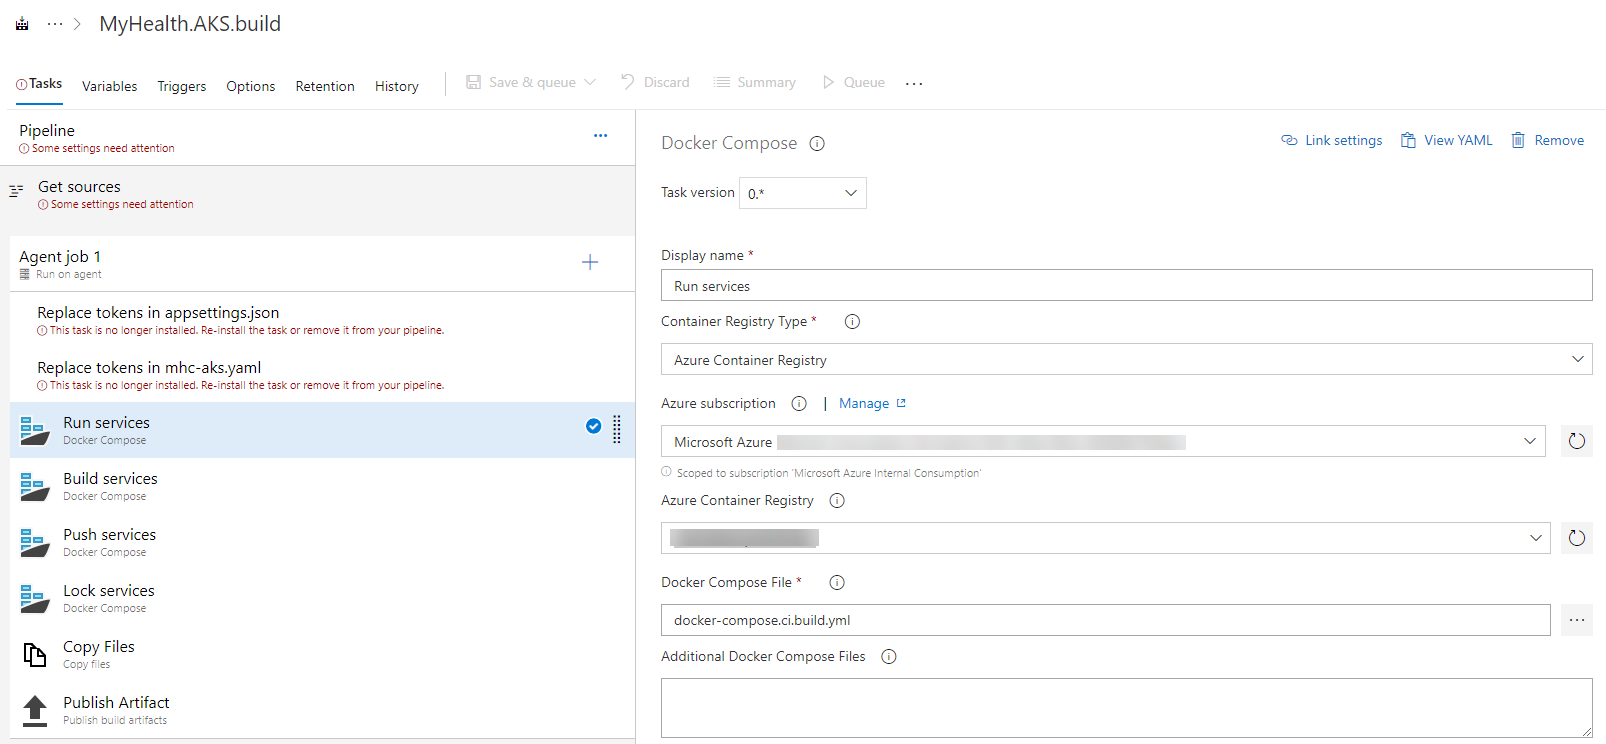 MyHealth.AKS.build
Tasks Variables Triggers Options Retention History Save & queue Discard Summary Queue
Pipeline
Some settings need attention
Get sources
Some settings need attention
Agent job 1
Run on agent
Replace tokens in appsettings.json
This task is no longer installed. Re-install the task or remove it from your pipeline.
Replace tokens in mhc-aks.yaml
This task is no longer installed. Re-install the task or remove it from your pipeline.
Run services
Docker Compose
Build services
Docker Compose
Push services
Docker Compose
Lock services
Docker Compose
Copy Files
Copy files
Publish Artifact
Publish build artifacts
Docker Compose
Link settings View YAML Remove
Task version 0.*
Display name *
Run services
Container Registry Type *
Azure Container Registry
Azure subscription | Manage
Microsoft Azure
Scoped to subscription 'Microsoft Azure Internal Consumption'
Azure Container Registry
Docker Compose File *
docker-compose.ci.build.yml
Additional Docker Compose Files